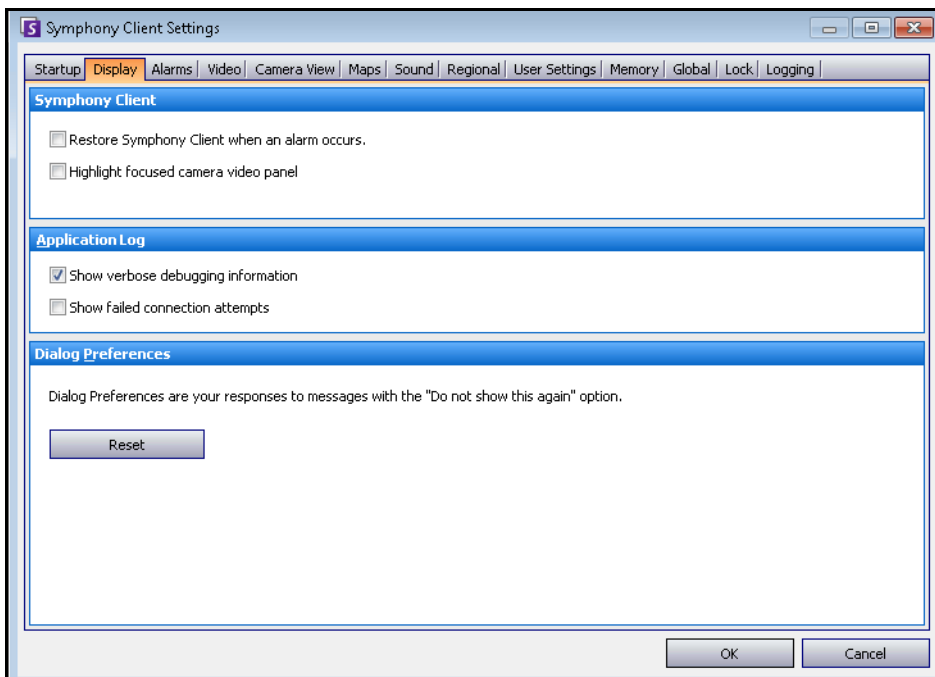 Symphony Client Settings
Startup Display Alarms Video Camera View Maps Sound Regional User Settings Memory Global Lock Logging
Symphony Client
Restore Symphony Client when an alarm occurs.
Highlight focused camera video panel
Application Log
Show verbose debugging information
Show failed connection attempts
Dialog Preferences
Dialog Preferences are your responses to messages with the "Do not show this again" option.
Reset
OK Cancel